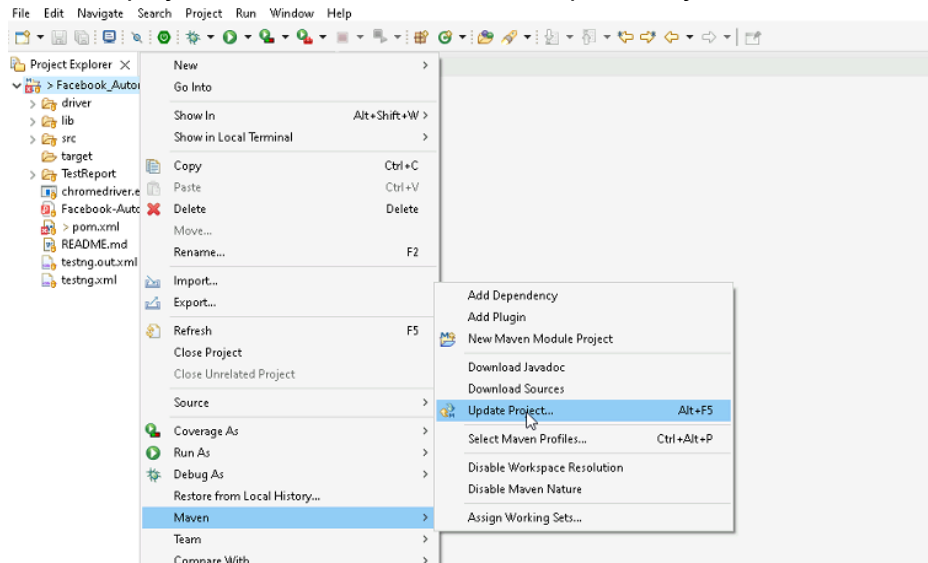 File Edit Navigate Search Project Run Window Help
Project Explorer
New
> Facebook_Autor
Go Into
> driver
Show In Alt+Shift+W >
> lib
Show in Local Terminal >
> src
target
Copy Ctrl+C
> TestReport
Paste Ctrl+V
chromedriver.e
Facebook-Auto
Delete Delete
Move...
> pom.xml
README.md
Rename... F2
testng.out.xml
testng.xml
Import...
Export...
Refresh F5
Close Project
Close Unrelated Project
Source >
Coverage As >
Run As >
Debug As >
Restore from Local History...
Maven >
Team >
Compare With
Add Dependency
Add Plugin
New Maven Module Project
Download Javadoc
Download Sources
Update Project... Alt+F5
Select Maven Profiles... Ctrl+Alt+P
Disable Workspace Resolution
Disable Maven Nature
Assign Working Sets...